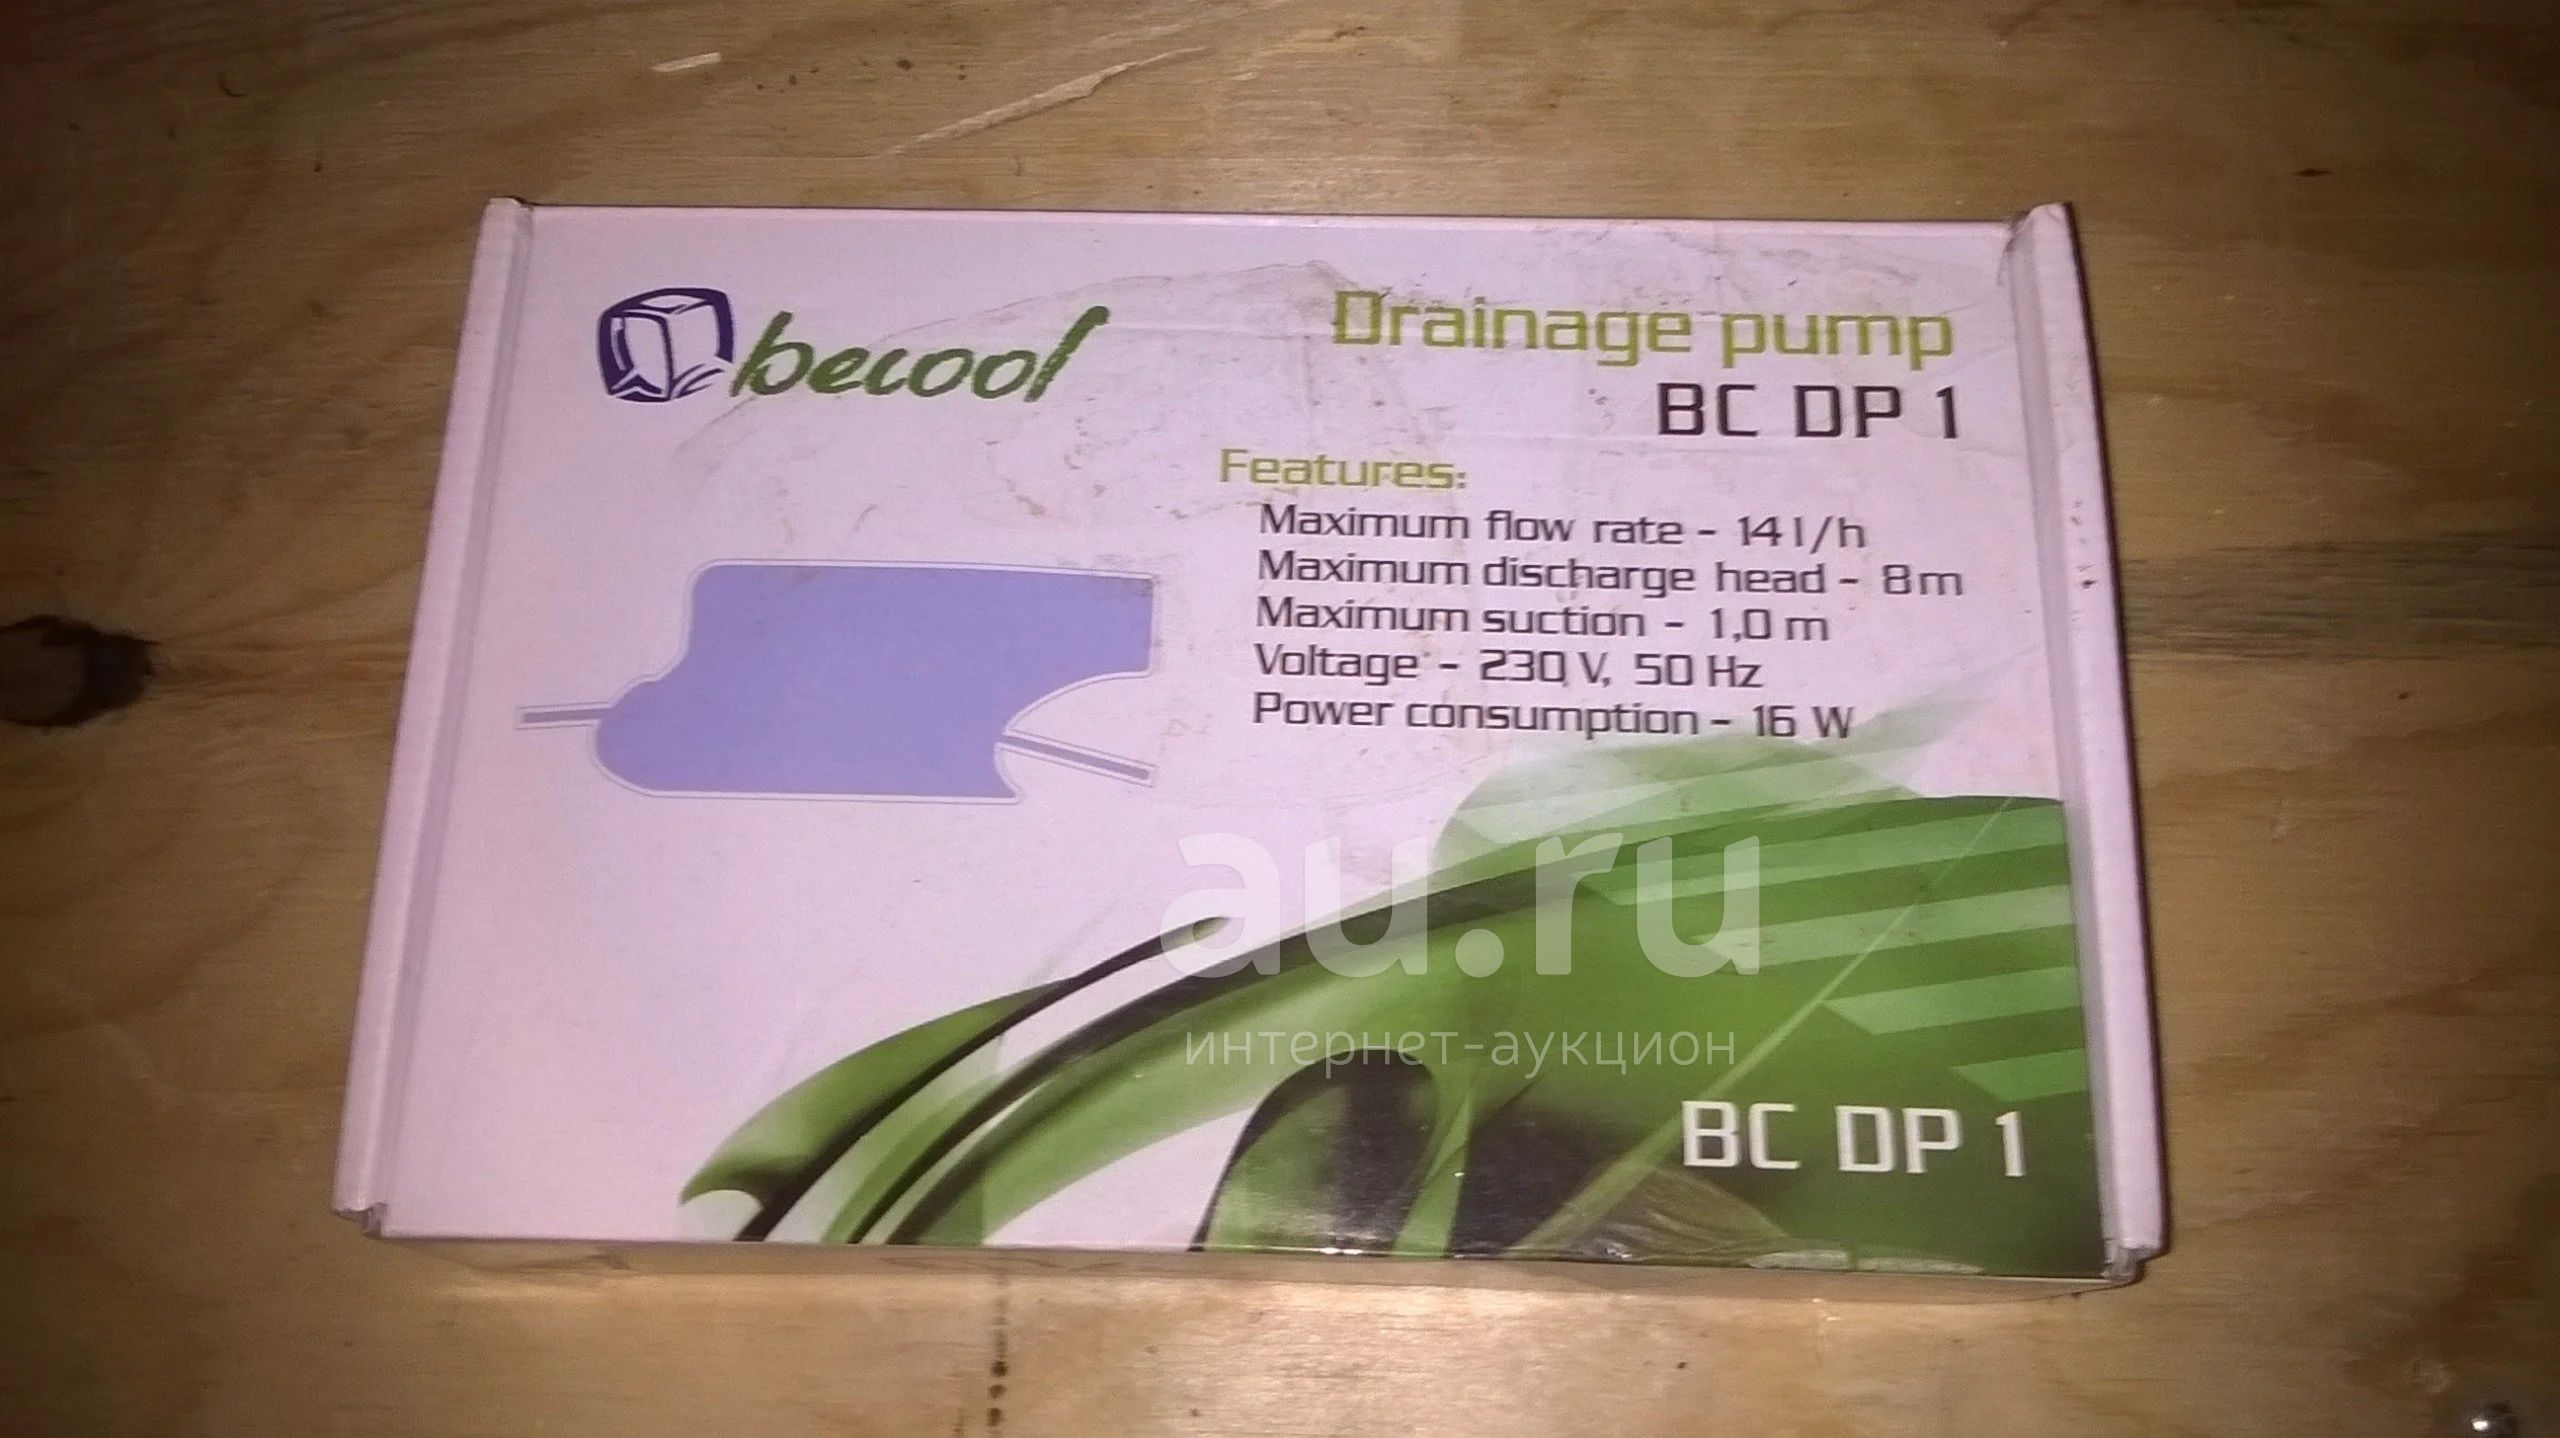 becool
Drainage pump
BC DP 1
Features:
Maximum flow rate - 14 l/h
Maximum discharge head - 8 m
Maximum suction - 1,0 m
Voltage - 230 V, 50 Hz
Power consumption - 16 W
au.ru
интернет-аукцион
BC DP 1